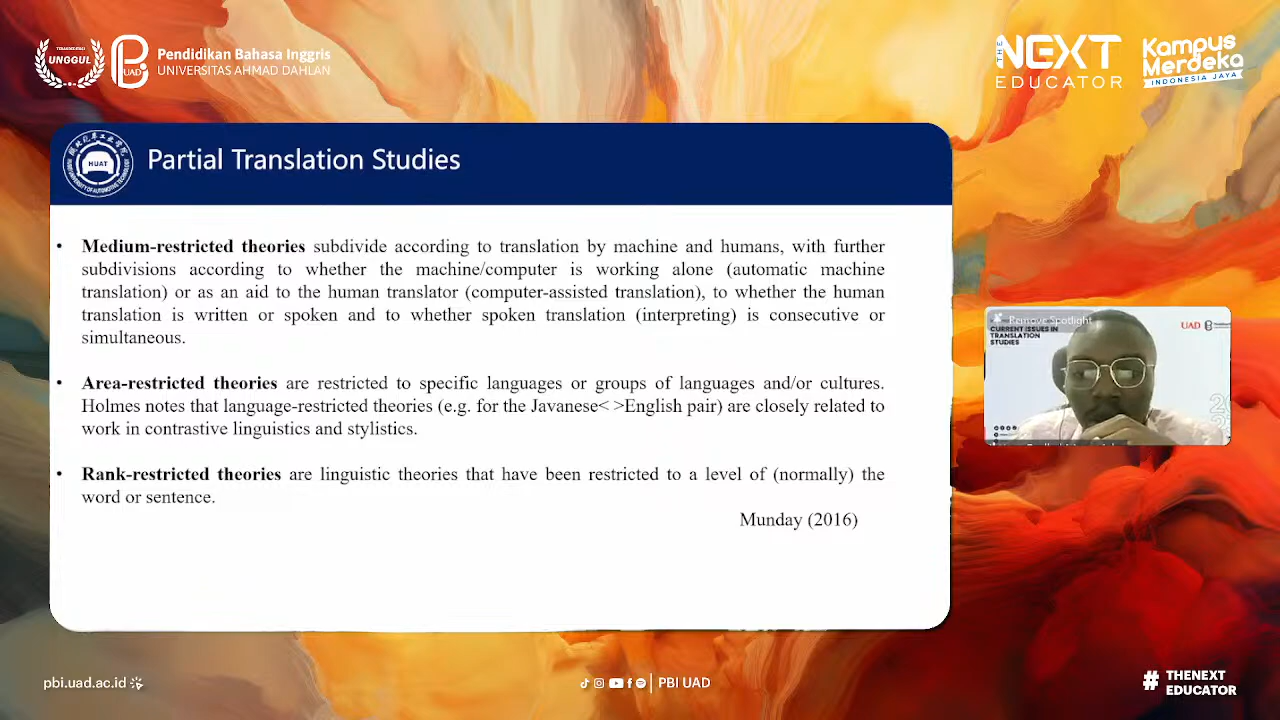 UNGGUL
UAD
Pendidikan Bahasa Inggris
UNIVERSITAS AHMAD DAHLAN
THE NEXT
EDUCATOR
Kampus
Merdeka
INDONESIA JAYA
HUAT
Partial Translation Studies
• Medium-restricted theories subdivide according to translation by machine and humans, with further
subdivisions according to whether the machine/computer is working alone (automatic machine
translation) or as an aid to the human translator (computer-assisted translation), to whether the human
translation is written or spoken and to whether spoken translation (interpreting) is consecutive or
simultaneous.
• Area-restricted theories are restricted to specific languages or groups of languages and/or cultures.
Holmes notes that language-restricted theories (e.g. for the Javanese< >English pair) are closely related to
work in contrastive linguistics and stylistics.
• Rank-restricted theories are linguistic theories that have been restricted to a level of (normally) the
word or sentence.
Munday (2016)
Remove Spotlight
CURRENT ISSUES IN
TRANSLATION
STUDIES
UAD
pbi.uad.ac.id
PBI UAD
# THENEXT
EDUCATOR